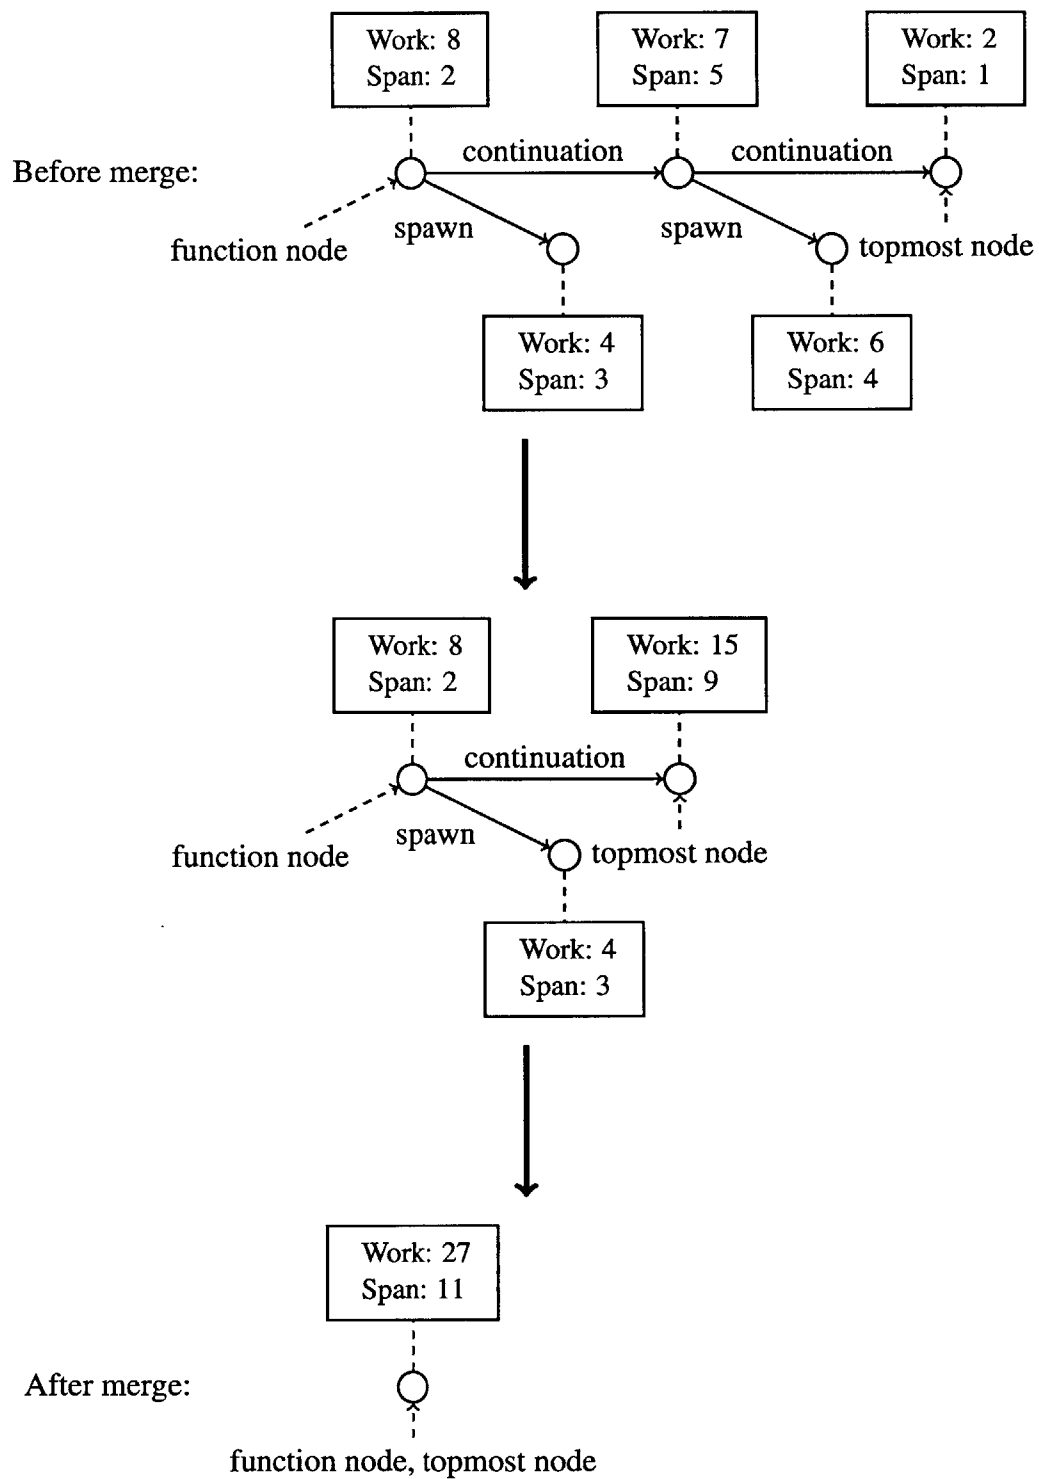 Work: 8
Span: 2
Work: 7
Span: 5
Work: 2
Span: 1
Before merge:
continuation
continuation
function node
spawn
spawn
topmost node
Work: 4
Span: 3
Work: 6
Span: 4
Work: 8
Span: 2
Work: 15
Span: 9
continuation
function node
spawn
topmost node
Work: 4
Span: 3
Work: 27
Span: 11
After merge:
function node, topmost node